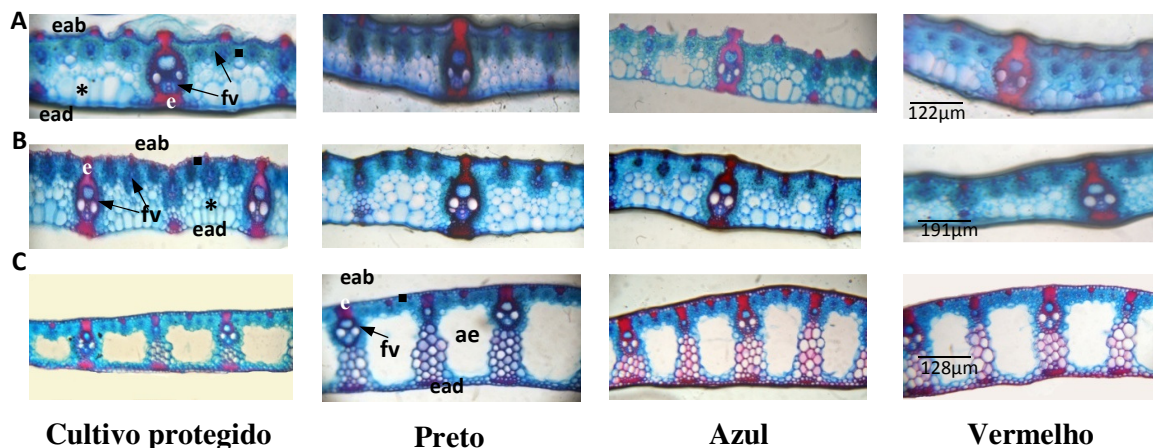 A
eab
fv
*
e
ead
122µm
B
eab
e
fv
*
ead
191µm
C
eab
e
fv
ae
ead
128µm
Cultivo protegido Preto Azul Vermelho